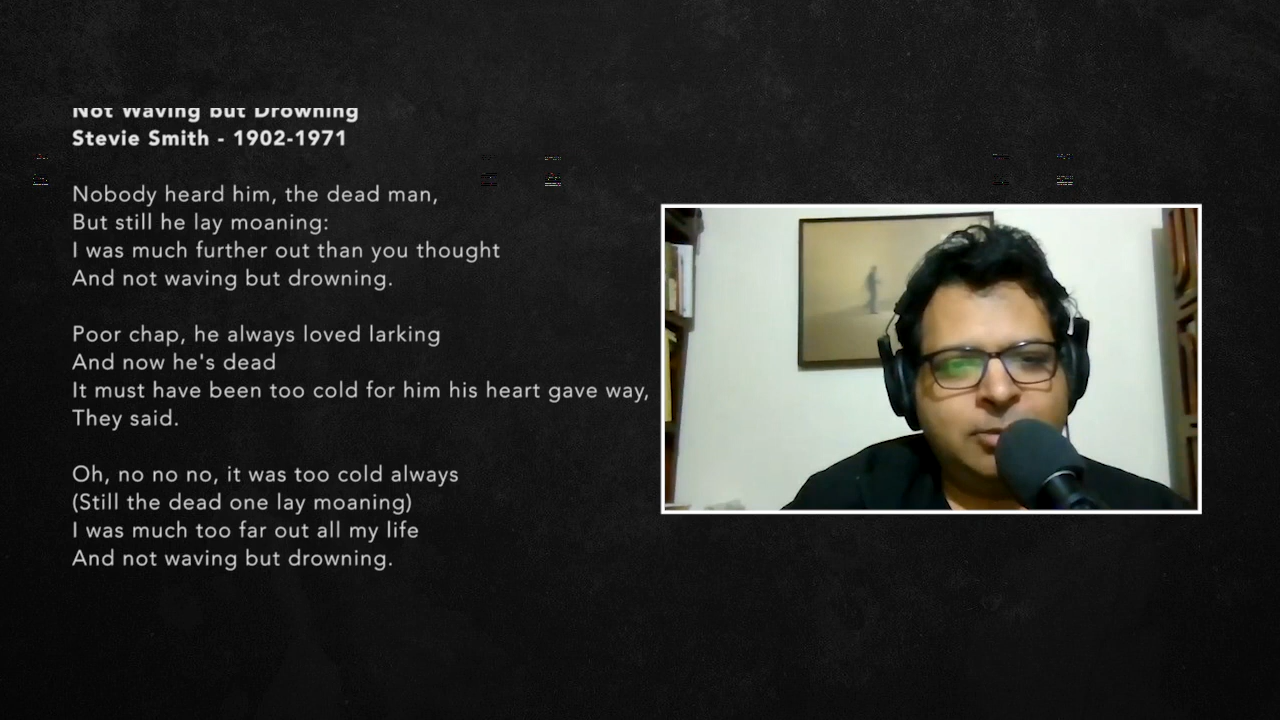 Not Waving but Drowning
Stevie Smith - 1902-1971
Nobody heard him, the dead man,
But still he lay moaning:
I was much further out than you thought
And not waving but drowning.
Poor chap, he always loved larking
And now he's dead
It must have been too cold for him his heart gave way,
They said.
Oh, no no no, it was too cold always
(Still the dead one lay moaning)
I was much too far out all my life
And not waving but drowning.